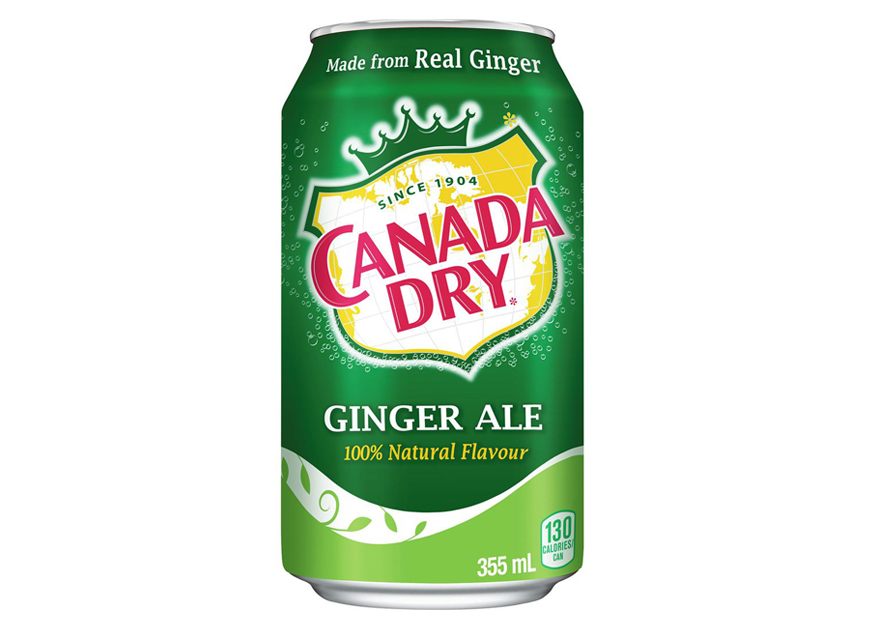 Made from Real Ginger
SINCE 1904
CANADA
DRY*
GINGER ALE
100% Natural Flavour
130
CALORIES/
CAN
355 mL